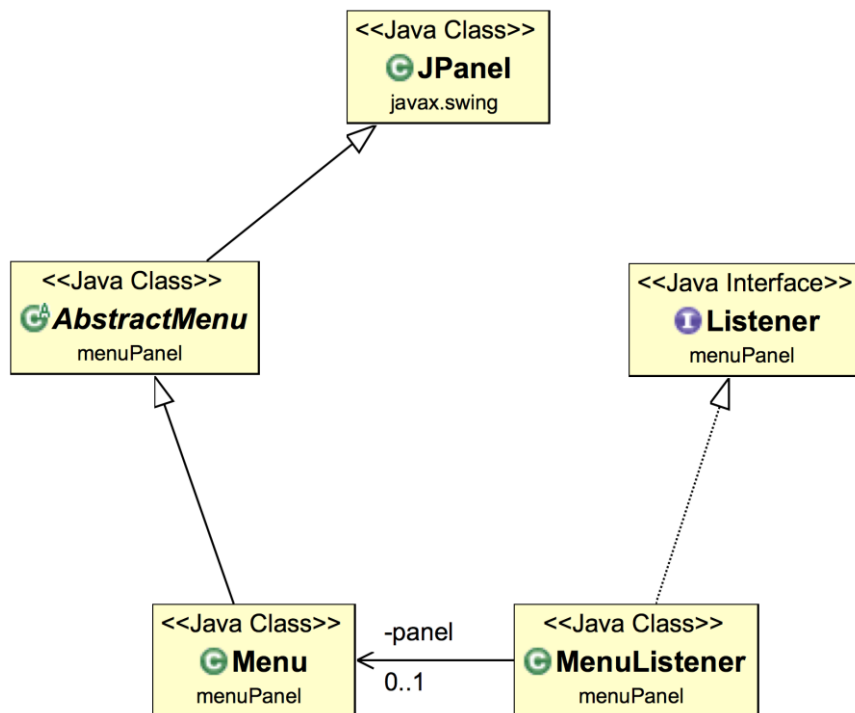 <<Java Class>>
JPanel
javax.swing
<<Java Class>>
AbstractMenu
menuPanel
<<Java Interface>>
Listener
menuPanel
<<Java Class>>
Menu
menuPanel
-panel
0..1
<<Java Class>>
MenuListener
menuPanel